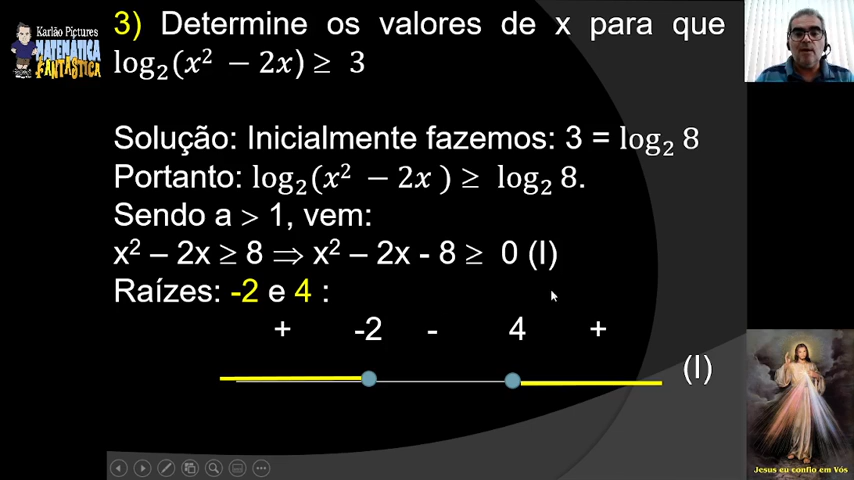 Karlão Pictures
MATEMÁTICA
FANTÁSTICA
3) Determine os valores de x para que
log₂(x² − 2x) ≥ 3
Solução: Inicialmente fazemos: 3 = log₂ 8
Portanto: log₂(x² − 2x ) ≥ log₂ 8.
Sendo a > 1, vem:
x² – 2x ≥ 8 ⇒ x² – 2x - 8 ≥ 0 (I)
Raízes: -2 e 4 :
+ -2 - 4 +
(I)
Jesus eu confio em Vós